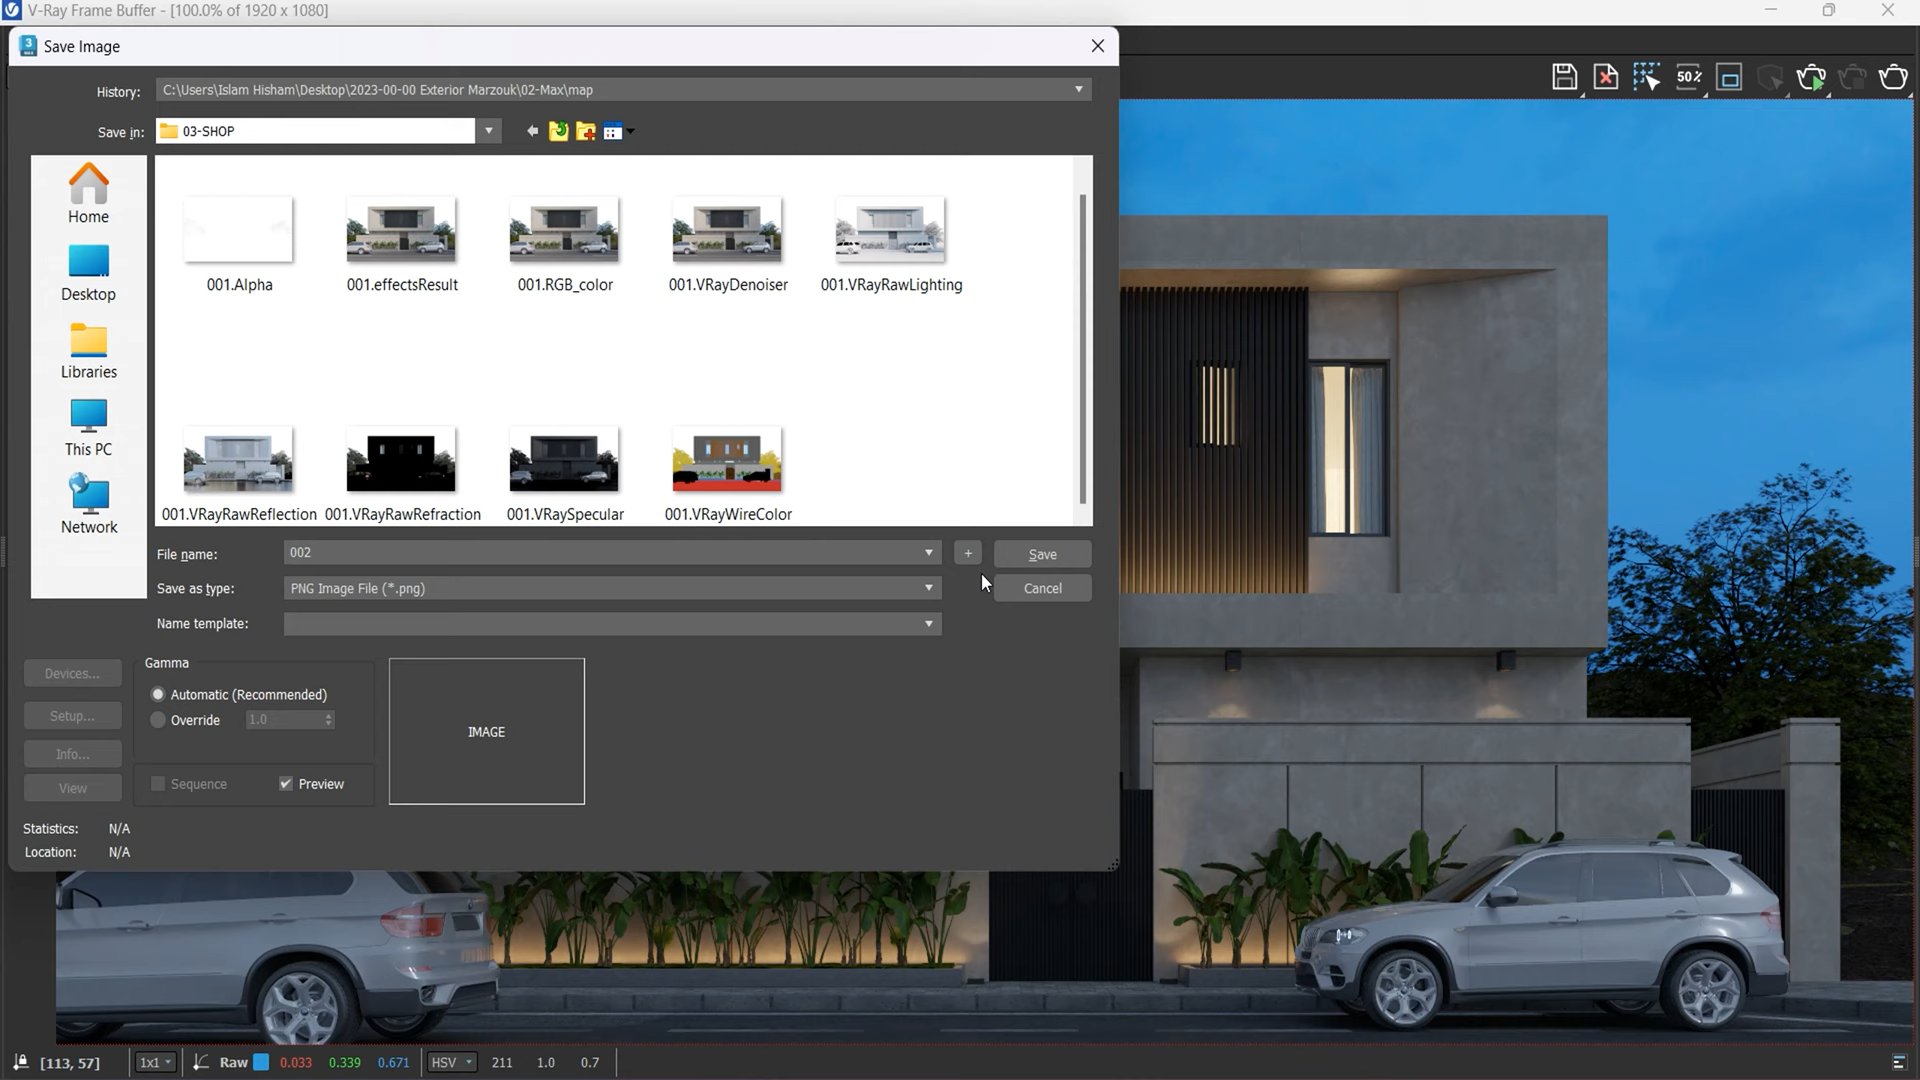 V-Ray Frame Buffer - [100.0% of 1920 x 1080]
Save Image
History: C:\Users\Islam Hisham\Desktop\2023-00-00 Exterior Marzouk\02-Max\map
Save in: 03-SHOP
50%
Home
Desktop
Libraries
This PC
Network
001.Alpha 001.effectsResult 001.RGB_color 001.VRayDenoiser 001.VRayRawLighting
001.VRayRawReflection 001.VRayRawRefraction 001.VRaySpecular 001.VRayWireColor
File name: 002 + Save
Save as type: PNG Image File (*.png) Cancel
Name template:
Devices...
Setup...
Info...
View
Gamma
Automatic (Recommended)
Override 1.0
Sequence Preview
IMAGE
Statistics: N/A
Location: N/A
[113, 57] 1x1 Raw 0.033 0.339 0.671 HSV 211 1.0 0.7